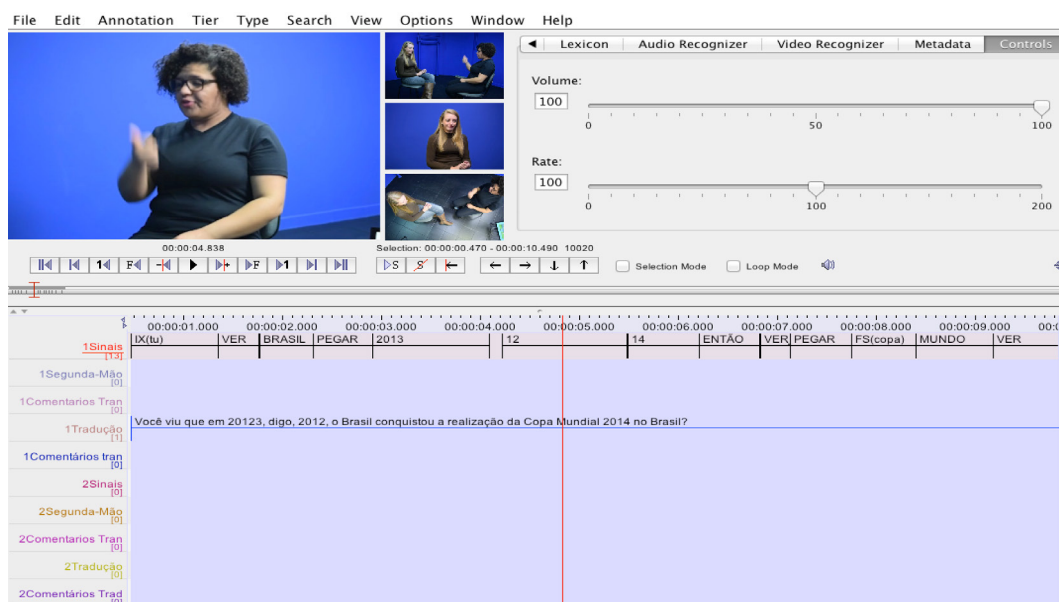 File Edit Annotation Tier Type Search View Options Window Help
Lexicon Audio Recognizer Video Recognizer Metadata Controls
Volume:
100
0 50 100
Rate:
100
0 100 200
00:00:04.838
Selection: 00:00:00.470 - 00:00:10.490 10020
S S Selection Mode Loop Mode
00:00:01.000 00:00:02.000 00:00:03.000 00:00:04.000 00:00:05.000 00:00:06.000 00:00:07.000 00:00:08.000 00:00:09.000 00:0
1Sinais
[13]
IX(tu) VER BRASIL PEGAR 2013 12 14 ENTÃO VER PEGAR FS(copa) MUNDO VER
1Segunda-Mão
[0]
1Comentarios Tran
[0]
1Tradução
[1]
Você viu que em 20123, digo, 2012, o Brasil conquistou a realização da Copa Mundial 2014 no Brasil?
1Comentários tran
[0]
2Sinais
[0]
2Segunda-Mão
[0]
2Comentarios Tran
[0]
2Tradução
[0]
2Comentários Trad
[0]